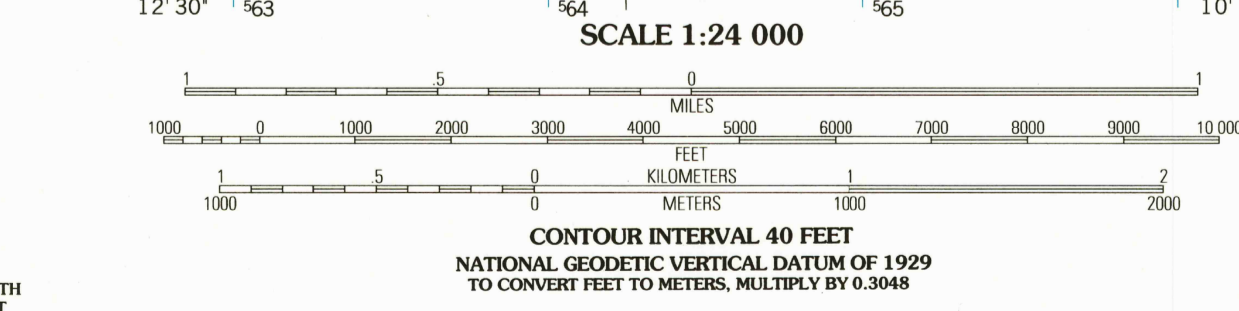 12' 30" ⁵63 ⁵64 ⁵65 10'
SCALE 1:24 000
1 .5 0 1
MILES
1000 0 1000 2000 3000 4000 5000 6000 7000 8000 9000 10 000
FEET
1 .5 0 KILOMETERS 1 2
1000 0 METERS 1000 2000
CONTOUR INTERVAL 40 FEET
NATIONAL GEODETIC VERTICAL DATUM OF 1929
TO CONVERT FEET TO METERS, MULTIPLY BY 0.3048
TH
T